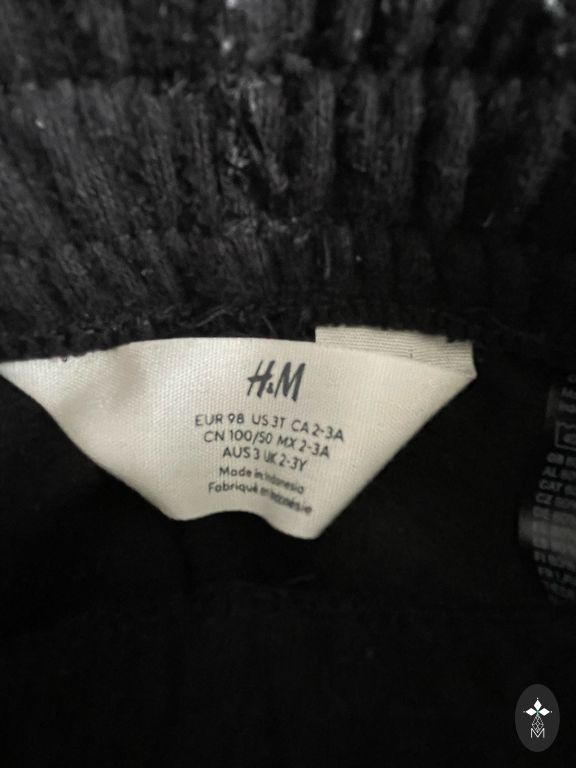 H&M
EUR 98 US 3T CA 2-3A
CN 100/50 MX 2-3A
AUS 3 UK 2-3Y
Made in Indonesia
Fabriqué en Indonésie
M